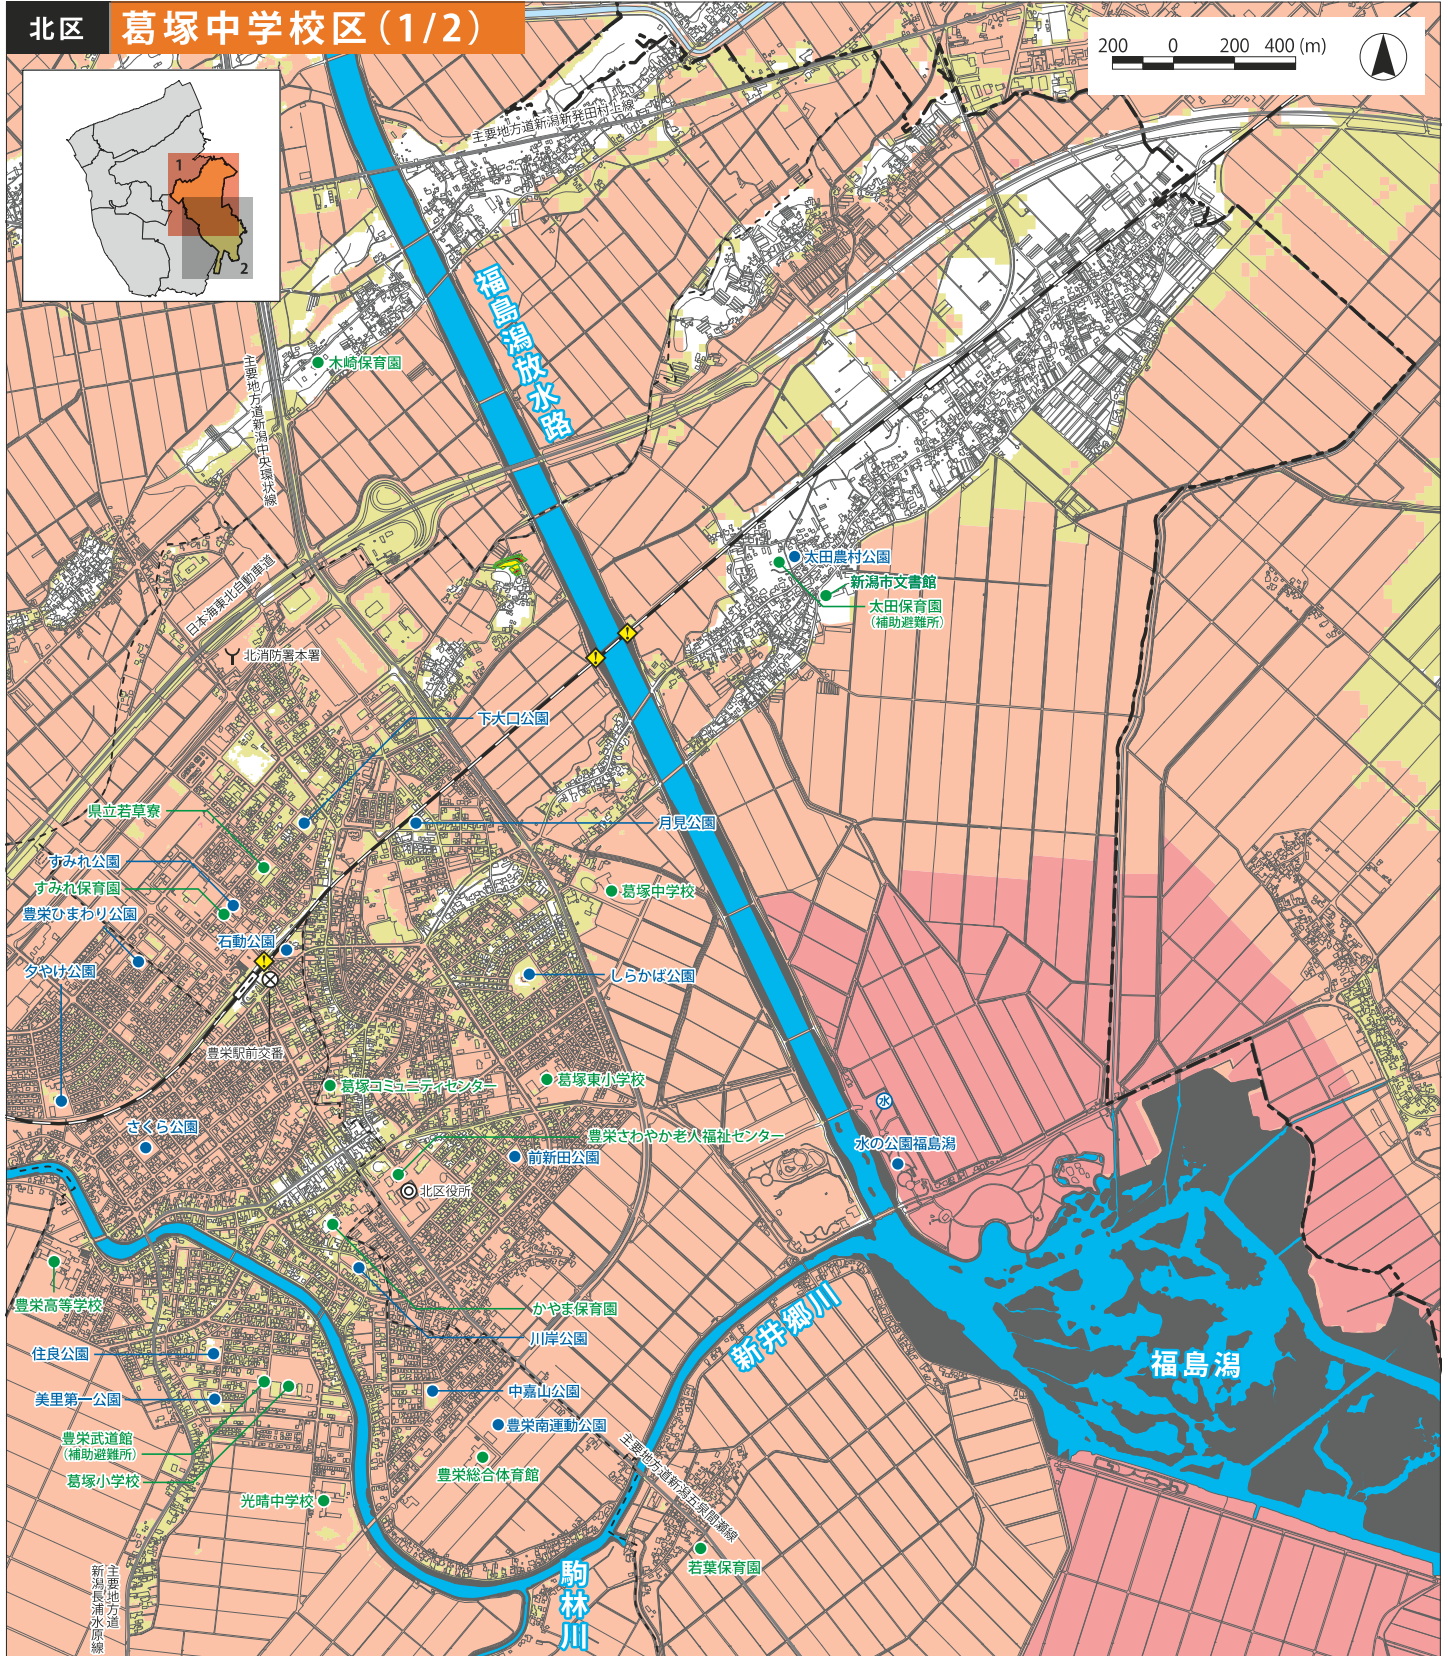 北区
葛塚中学校区(1/2)
200 0 200 400 (m)
1
2
主要地方道新潟新発田村上線
福島潟放水路
木崎保育園
主要地方道新潟中央環状線
日本海東北自動車道
太田農村公園
新潟市文書館
太田保育園
(補助避難所)
北消防署本署
下大口公園
県立若草寮
月見公園
すみれ公園
すみれ保育園
葛塚中学校
豊栄ひまわり公園
石動公園
夕やけ公園
しらかば公園
豊栄駅前交番
葛塚コミュニティセンター
葛塚東小学校
水
さくら公園
豊栄さわやか老人福祉センター
水の公園福島潟
前新田公園
北区役所
豊栄高等学校
かやま保育園
新井郷川
川岸公園
住良公園
福島潟
美里第一公園
中嘉山公園
豊栄南運動公園
豊栄武道館
(補助避難所)
主要地方道新潟五泉間瀬線
葛塚小学校
豊栄総合体育館
光晴中学校
若葉保育園
駒林川
主要地方道
新潟長浦水原線